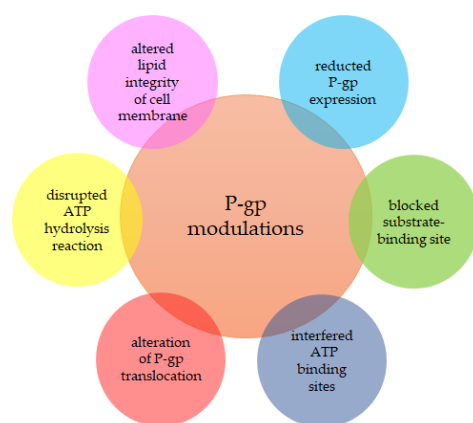 altered
lipid
integrity
of cell
membrane
reducted
P-gp
expression
disrupted
ATP
hydrolysis
reaction
P-gp
modulations
blocked
substrate-
binding site
alteration
of P-gp
translocation
interfered
ATP
binding
sites